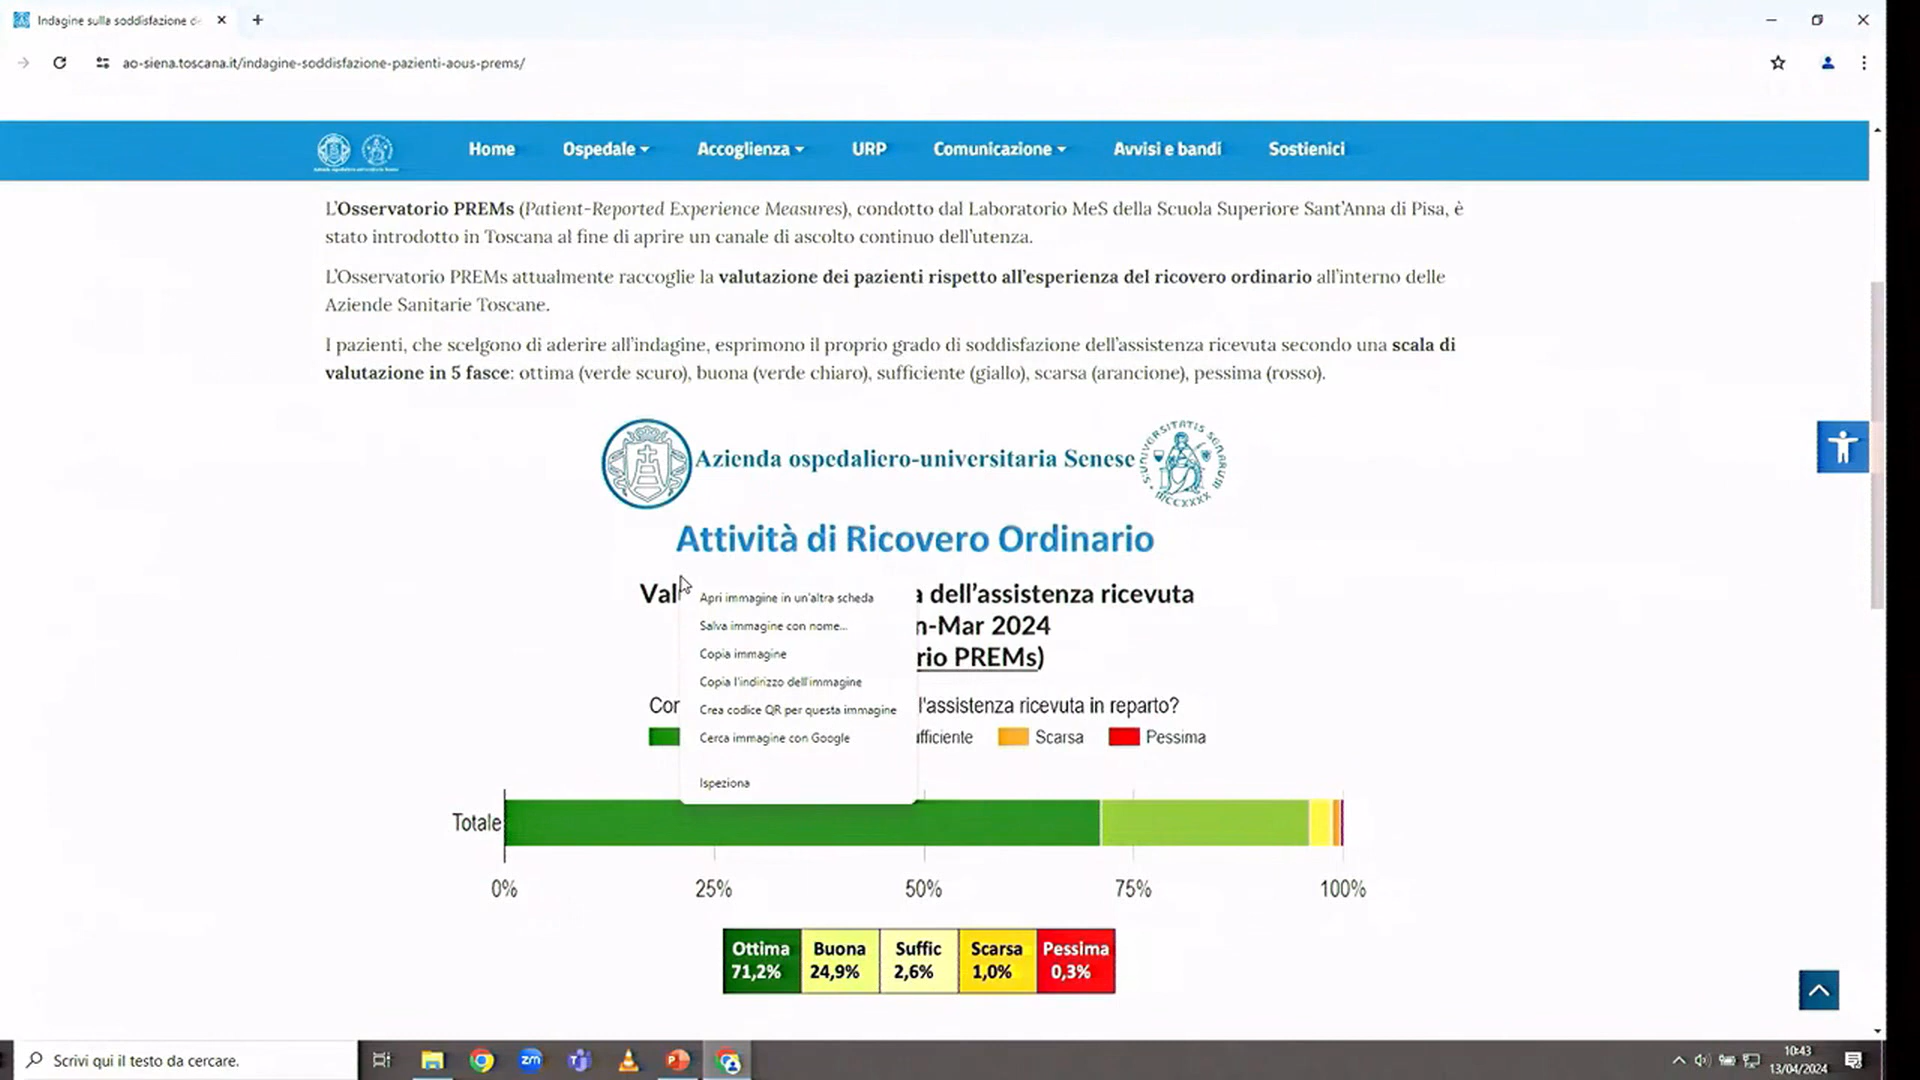 Indagine sulla soddisfazione de
ao-siena.toscana.it/indagine-soddisfazione-pazienti-aous-prems/
Home Ospedale Accoglienza URP Comunicazione Avvisi e bandi Sostienici
L'Osservatorio PREMs (Patient-Reported Experience Measures), condotto dal Laboratorio MeS della Scuola Superiore Sant'Anna di Pisa, è
stato introdotto in Toscana al fine di aprire un canale di ascolto continuo dell'utenza.
L'Osservatorio PREMs attualmente raccoglie la valutazione dei pazienti rispetto all'esperienza del ricovero ordinario all'interno delle
Aziende Sanitarie Toscane.
I pazienti, che scelgono di aderire all'indagine, esprimono il proprio grado di soddisfazione dell'assistenza ricevuta secondo una scala di
valutazione in 5 fasce: ottima (verde scuro), buona (verde chiaro), sufficiente (giallo), scarsa (arancione), pessima (rosso).
Azienda ospedaliero-universitaria Senese
Attività di Ricovero Ordinario
Val a dell'assistenza ricevuta
n-Mar 2024
rio PREMs)
Cor l'assistenza ricevuta in reparto?
fficiente Scarsa Pessima
Apri immagine in un'altra scheda
Salva immagine con nome...
Copia immagine
Copia l'indirizzo dell'immagine
Crea codice QR per questa immagine
Cerca immagine con Google
Ispeziona
Totale
0% 25% 50% 75% 100%
Ottima Buona Suffic Scarsa Pessima
71,2% 24,9% 2,6% 1,0% 0,3%
Scrivi qui il testo da cercare.
zm
10:43
13/04/2024